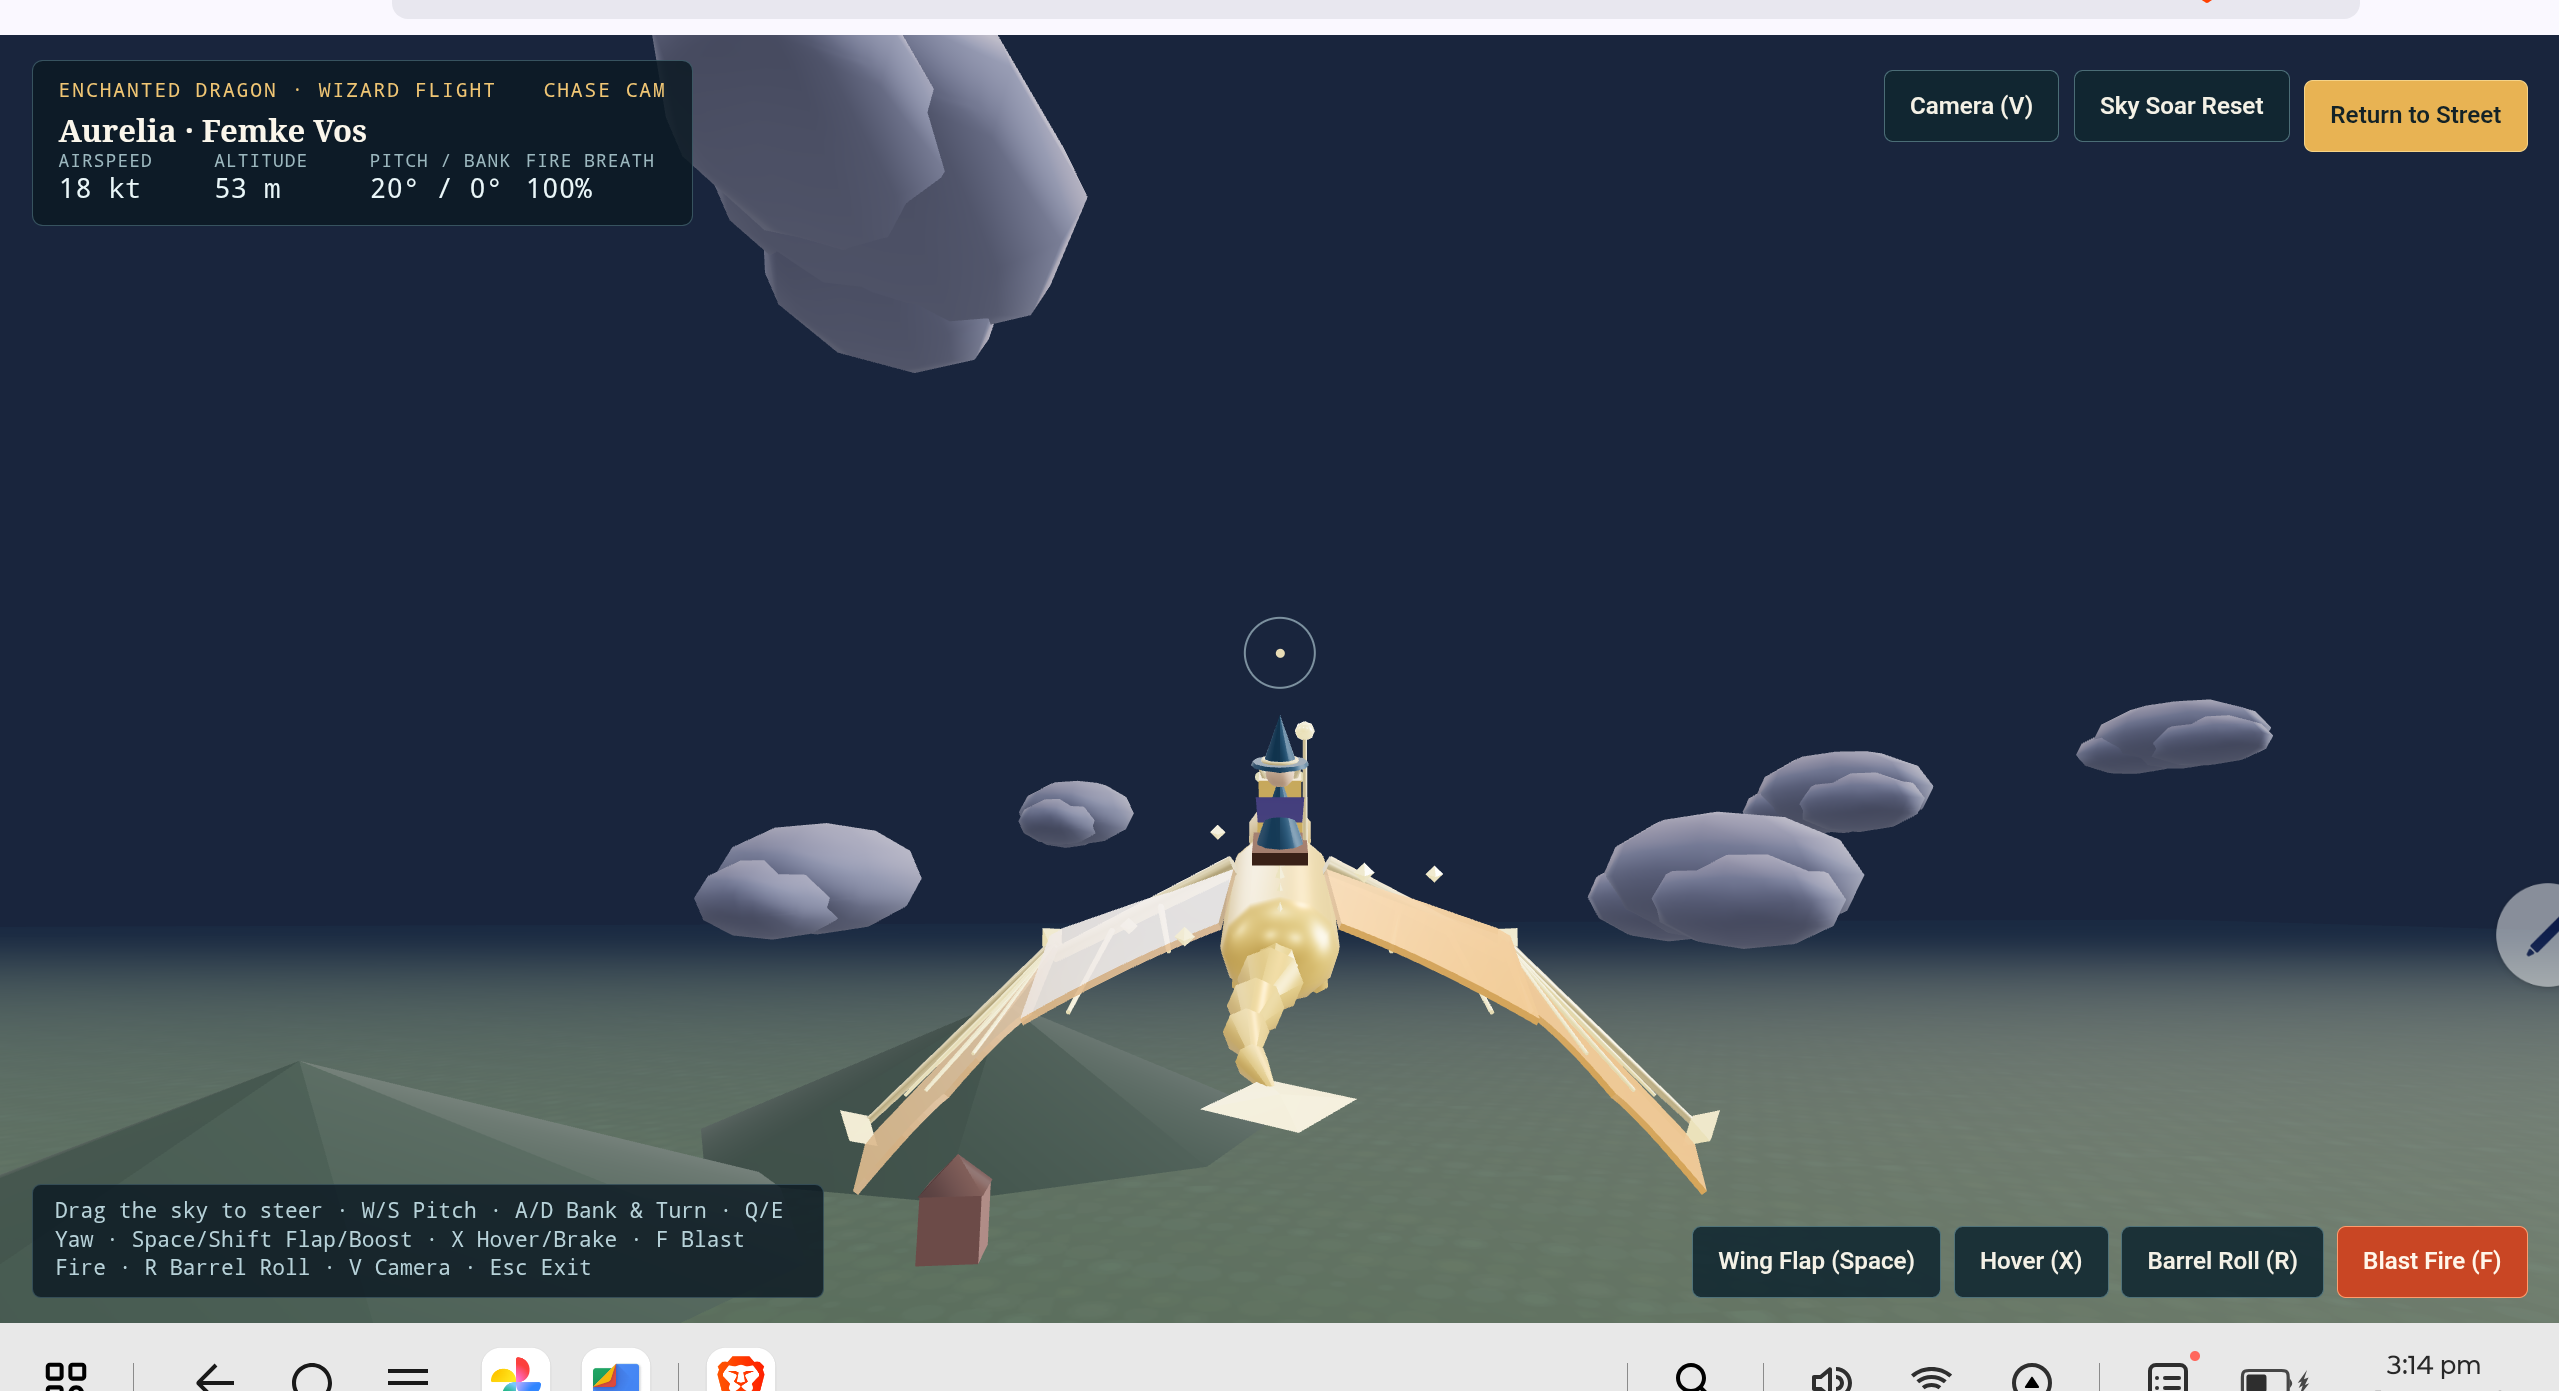 ENCHANTED DRAGON · WIZARD FLIGHT CHASE CAM
Aurelia · Femke Vos
AIRSPEED ALTITUDE PITCH / BANK FIRE BREATH
18 kt 53 m 20° / 0° 100%
Camera (V) Sky Soar Reset Return to Street
Drag the sky to steer · W/S Pitch · A/D Bank & Turn · Q/E
Yaw · Space/Shift Flap/Boost · X Hover/Brake · F Blast
Fire · R Barrel Roll · V Camera · Esc Exit
Wing Flap (Space) Hover (X) Barrel Roll (R) Blast Fire (F)
3:14 pm